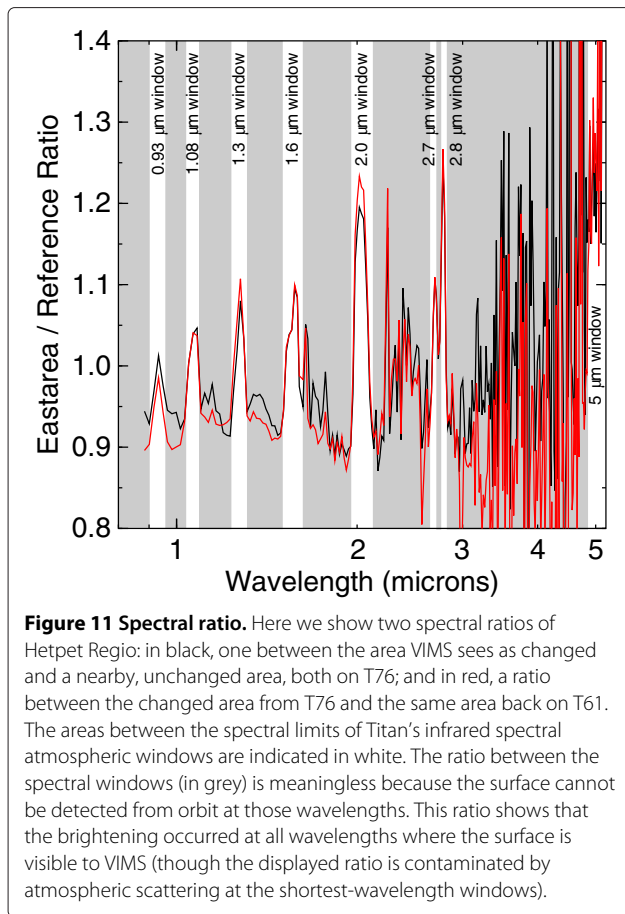 1.4
1.3
1.2
1.1
1.0
0.9
0.8
Eastarea / Reference Ratio
0.93 µm window
1.08 µm window
1.3 µm window
1.6 µm window
2.0 µm window
2.7 µm window
2.8 µm window
5 µm window
1 2 3 4 5
Wavelength (microns)
Figure 11 Spectral ratio. Here we show two spectral ratios of
Hetpet Regio: in black, one between the area VIMS sees as changed
and a nearby, unchanged area, both on T76; and in red, a ratio
between the changed area from T76 and the same area back on T61.
The areas between the spectral limits of Titan's infrared spectral
atmospheric windows are indicated in white. The ratio between the
spectral windows (in grey) is meaningless because the surface cannot
be detected from orbit at those wavelengths. This ratio shows that
the brightening occurred at all wavelengths where the surface is
visible to VIMS (though the displayed ratio is contaminated by
atmospheric scattering at the shortest-wavelength windows).